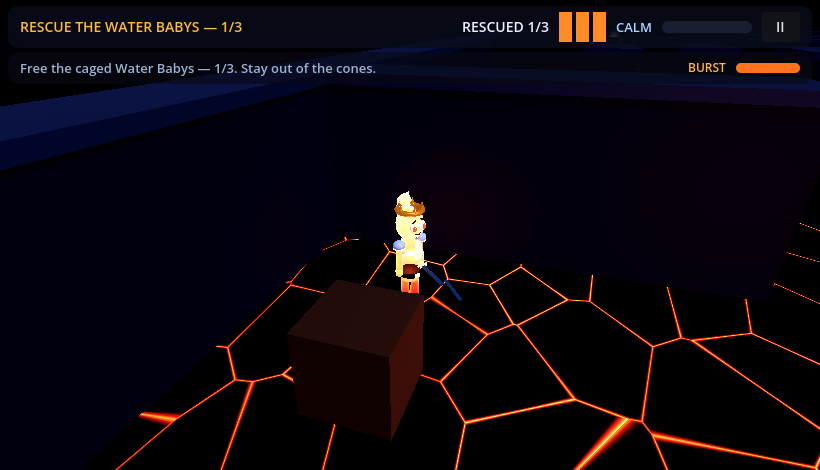 RESCUE THE WATER BABYS — 1/3
RESCUED 1/3
CALM
Free the caged Water Babys — 1/3. Stay out of the cones.
BURST